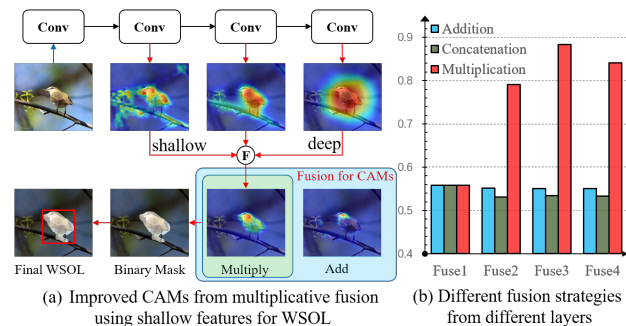 Conv Conv Conv Conv
shallow deep
F
Fusion for CAMs
Final WSOL Binary Mask Multiply Add
(a) Improved CAMs from multiplicative fusion
using shallow features for WSOL
Addition
Concatenation
Multiplication
0.9
0.8
0.7
0.6
0.5
0.4
Fuse1 Fuse2 Fuse3 Fuse4
(b) Different fusion strategies
from different layers